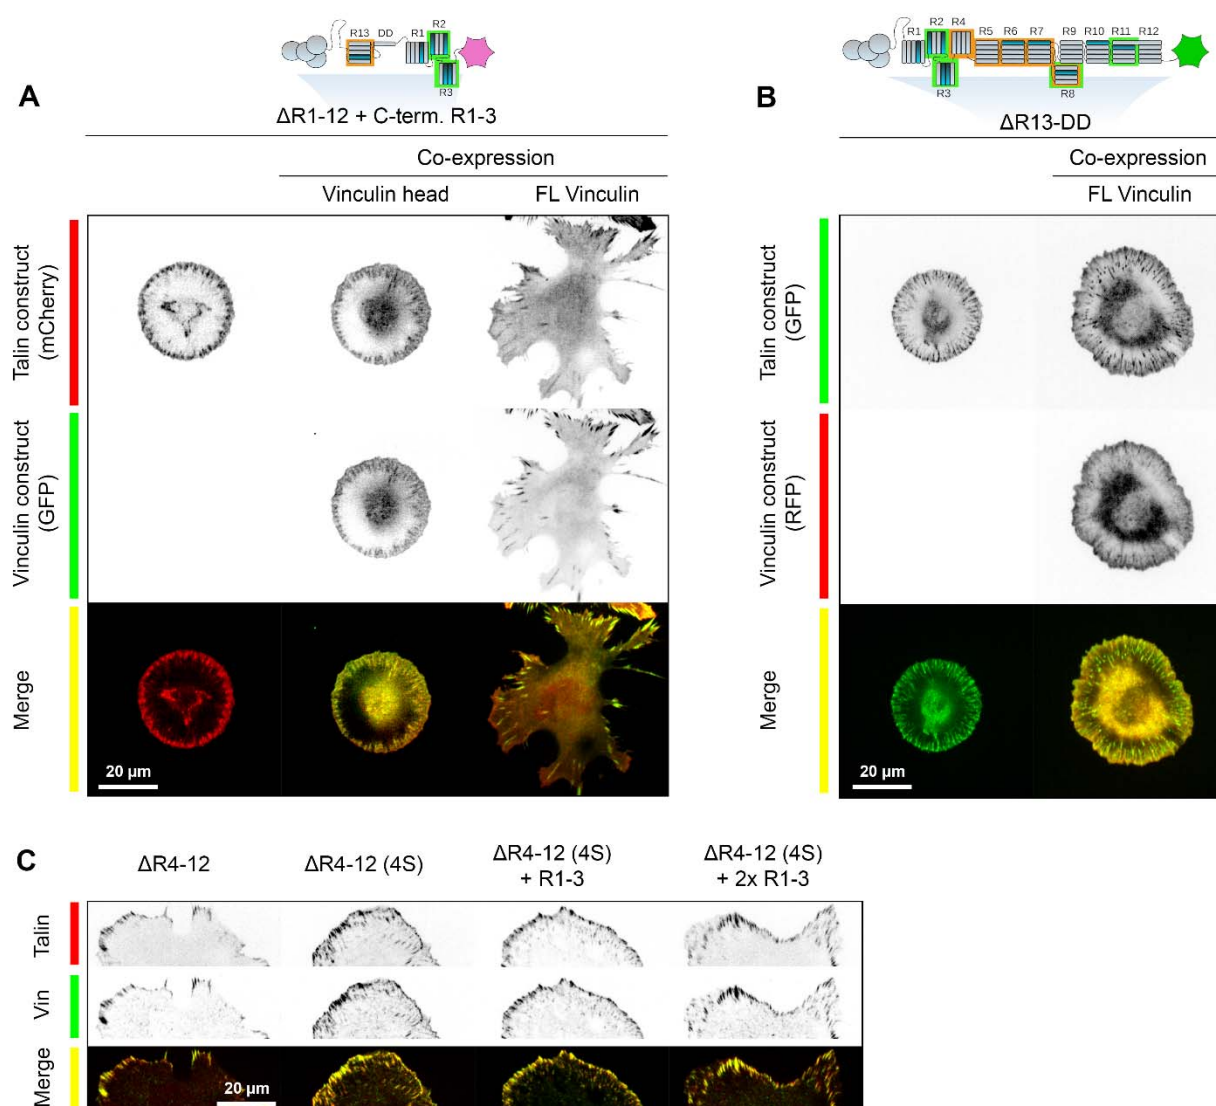 R13 DD R1 R2
R3
A
ΔR1-12 + C-term. R1-3
Co-expression
Vinculin head FL Vinculin
Talin construct
(mCherry)
Vinculin construct
(GFP)
Merge
20 µm
R1 R2 R4 R5 R6 R7 R9 R10 R11 R12
R3 R8
B
ΔR13-DD
Co-expression
FL Vinculin
Talin construct
(GFP)
Vinculin construct
(RFP)
Merge
20 µm
C
ΔR4-12 ΔR4-12 (4S) ΔR4-12 (4S) ΔR4-12 (4S)
+ R1-3 + 2x R1-3
Talin
Vin
Merge
20 µm